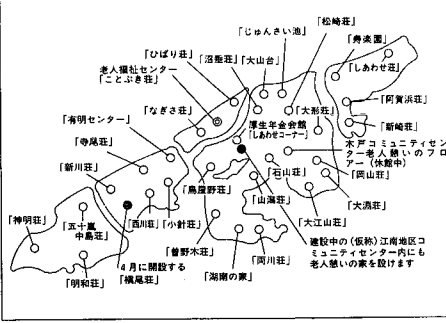 「じゅんさい池」
「松崎荘」
「寿楽園」
「ひばり荘」
「沼垂荘」
「大山台」
「しあわせ荘」
老人福祉センター
「ことぶき荘」
「なぎさ荘」
「大形荘」
「阿賀浜荘」
「有明センター」
厚生年金会館
「しあわせコーナー」
「新崎荘」
「寺尾荘」
木戸コミュニティセン
ター老人憩いのフロ
アー（休館中）
「新川荘」
「鳥屋野荘」
「石山荘」
「岡山荘」
「山潟荘」
「大淵荘」
「神明荘」
「五十嵐
中島荘」
「西川荘」
「小針荘」
「大江山荘」
「曽野木荘」
建設中の（仮称）江南地区コ
ミュニティセンター内にも
老人憩いの家を設けます
「明和荘」
4月に開設する
「槇尾荘」
「湖南の家」
「両川荘」